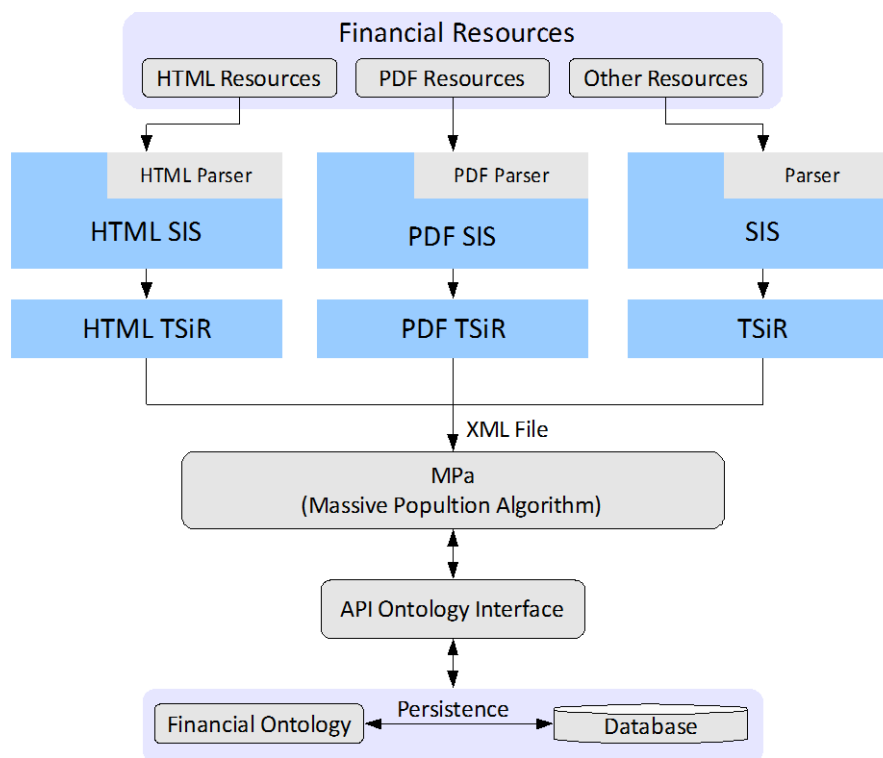 Financial Resources
HTML Resources
PDF Resources
Other Resources
HTML Parser
PDF Parser
Parser
HTML SIS
PDF SIS
SIS
HTML TSiR
PDF TSiR
TSiR
XML File
MPa
(Massive Popultion Algorithm)
API Ontology Interface
Persistence
Financial Ontology
Database